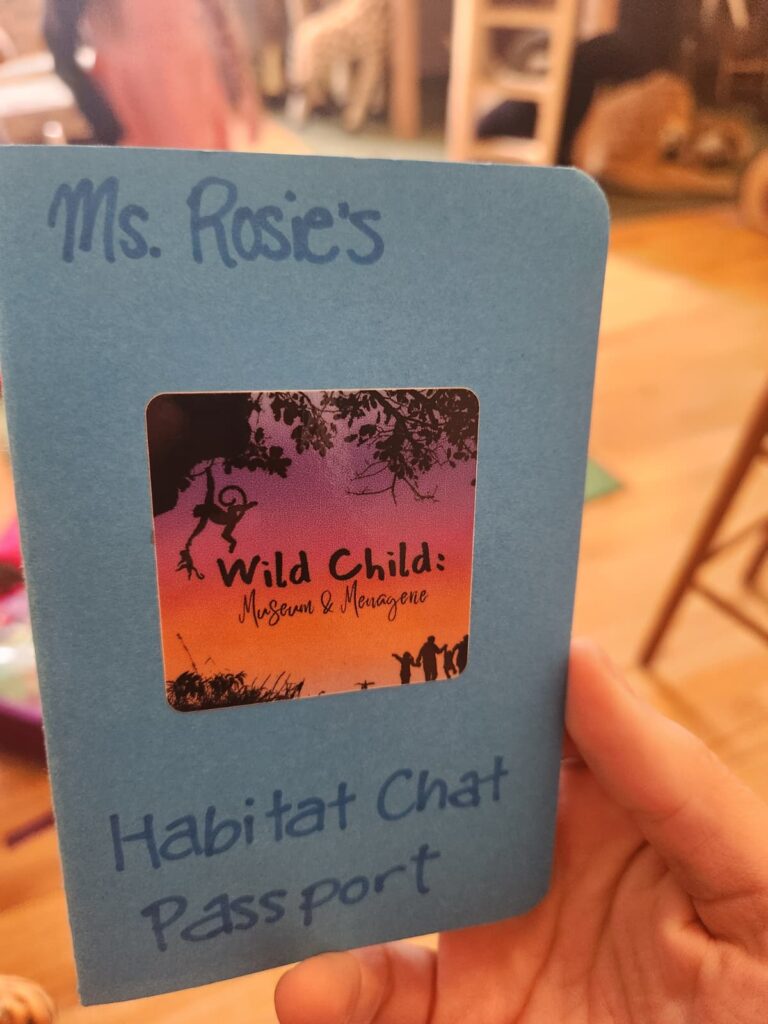 Ms. Rosie's
Wild Child:
Museum & Menagerie
Habitat Chat
Passport